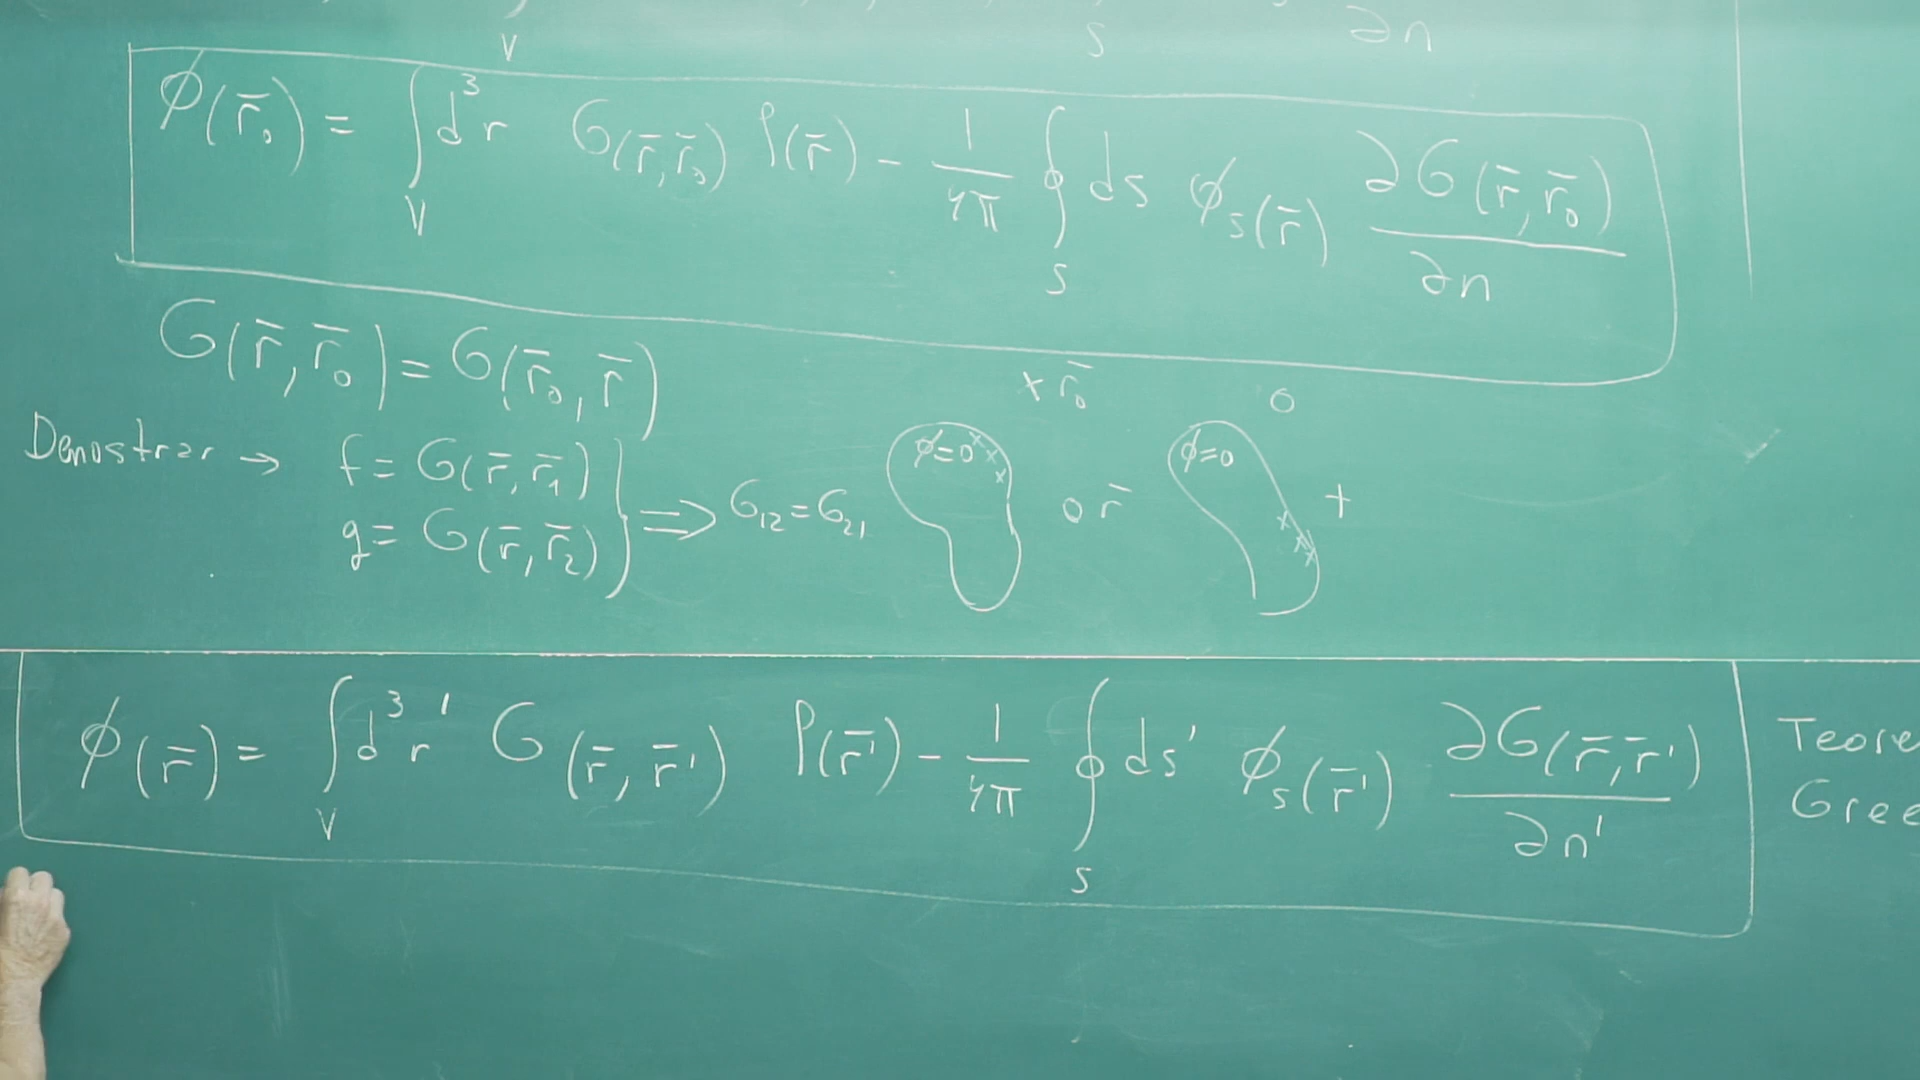 V S ∂n
ϕ(r̄₀) = ∫_V d³r G(r̄,r̄₀) ρ(r̄) - 1/4π ∮_S ds ϕ_s(r̄) ∂G(r̄,r̄₀)/∂n
G(r̄,r̄₀) = G(r̄₀,r̄)
x r̄₀ o
Demostrar → f = G(r̄,r̄₁)
g = G(r̄,r̄₂) } ⇒ G₁₂ = G₂₁
ϕ=0 o r̄ ϕ=0 +
ϕ(r̄) = ∫_V d³r' G(r̄,r̄') ρ(r̄') - 1/4π ∮_S ds' ϕ_s(r̄') ∂G(r̄,r̄')/∂n'
Teore
Gree